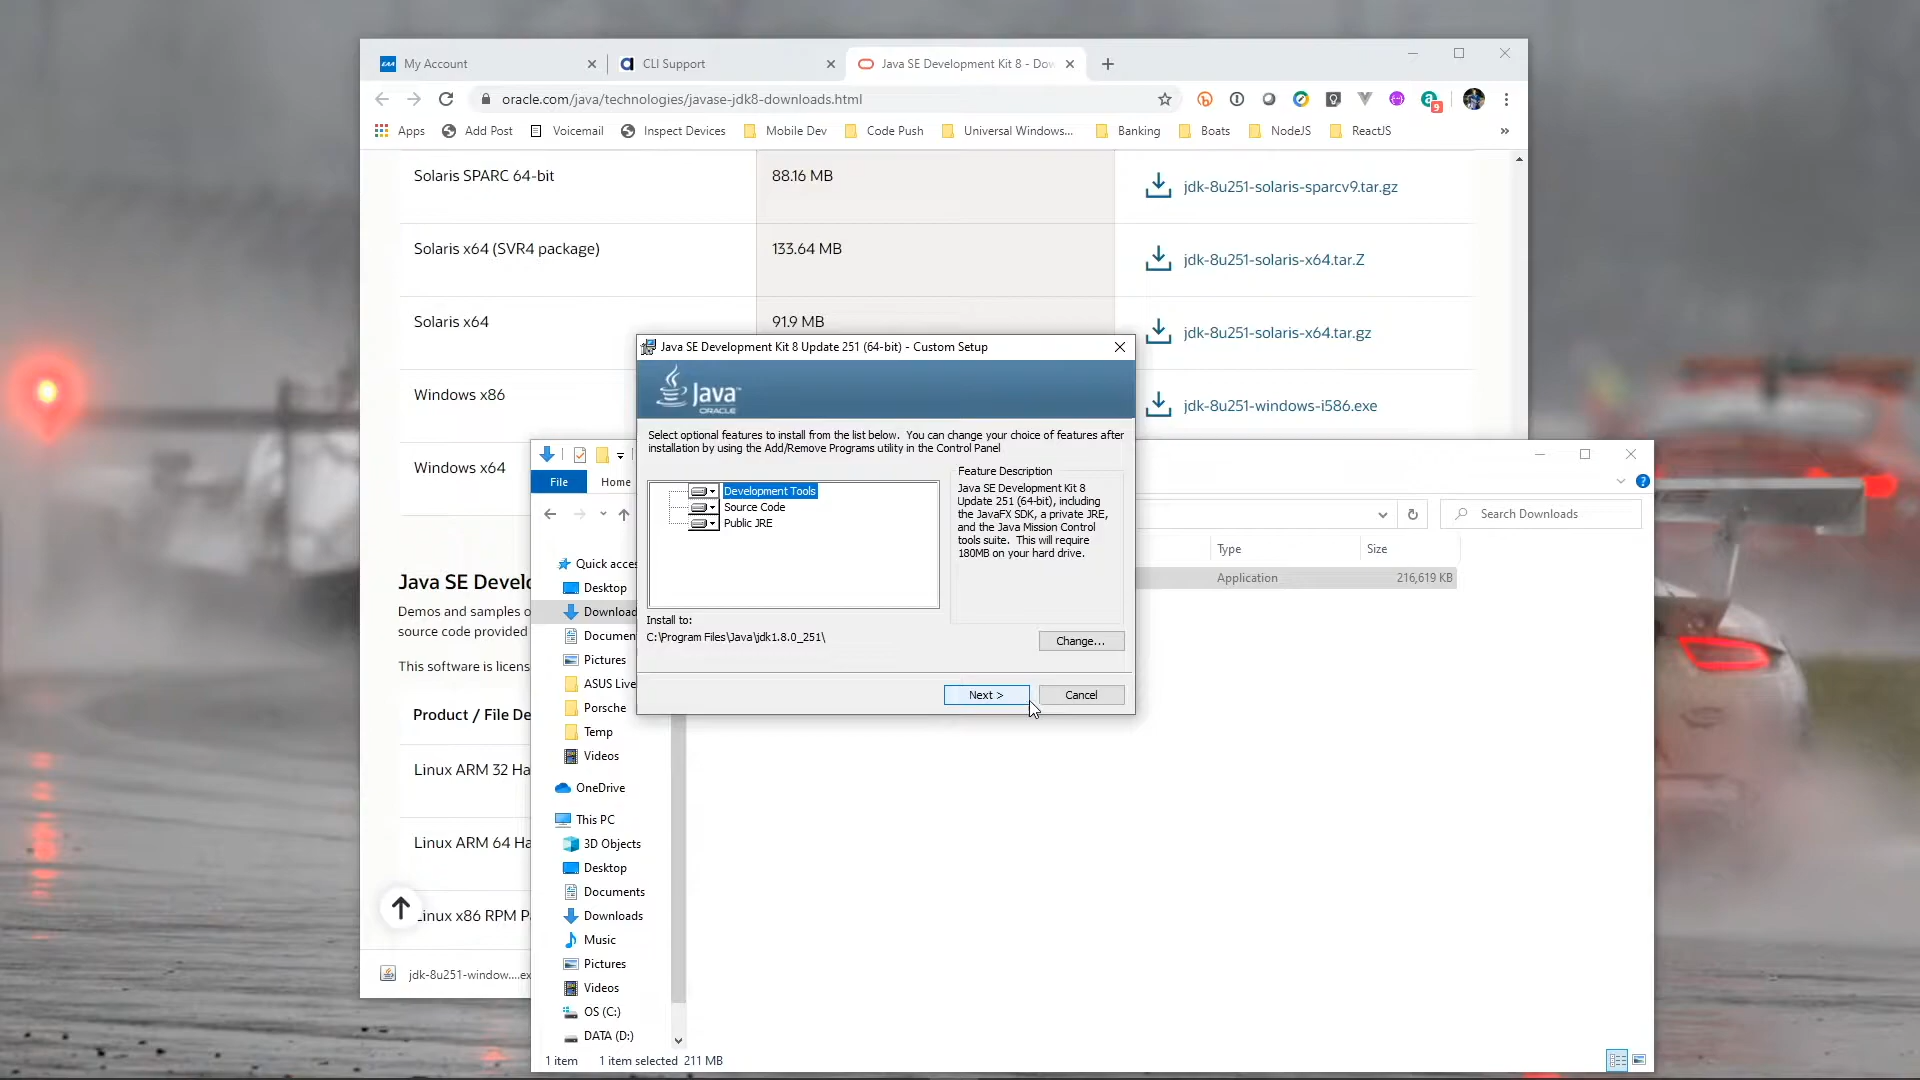 My Account
CLI Support
Java SE Development Kit 8 - Dow
oracle.com/java/technologies/javase-jdk8-downloads.html
9
Apps
Add Post
Voicemail
Inspect Devices
Mobile Dev
Code Push
Universal Windows...
Banking
Boats
NodeJS
ReactJS
»
Solaris SPARC 64-bit
88.16 MB
jdk-8u251-solaris-sparcv9.tar.gz
Solaris x64 (SVR4 package)
133.64 MB
jdk-8u251-solaris-x64.tar.Z
Solaris x64
91.9 MB
jdk-8u251-solaris-x64.tar.gz
Windows x86
jdk-8u251-windows-i586.exe
Windows x64
Java SE Develo
Demos and samples o
source code provided
This software is licens
Product / File De
Linux ARM 32 Ha
Linux ARM 64 Ha
Linux x86 RPM P
jdk-8u251-window....ex
Java SE Development Kit 8 Update 251 (64-bit) - Custom Setup
Java™
ORACLE
Select optional features to install from the list below. You can change your choice of features after
installation by using the Add/Remove Programs utility in the Control Panel
Development Tools
Source Code
Public JRE
Feature Description
Java SE Development Kit 8
Update 251 (64-bit), including
the JavaFX SDK, a private JRE,
and the Java Mission Control
tools suite. This will require
180MB on your hard drive.
Install to:
C:\Program Files\Java\jdk1.8.0_251\
Change...
Next >
Cancel
File
Home
Search Downloads
Type
Size
Application
216,619 KB
Quick acces
Desktop
Download
Documen
Pictures
ASUS Live
Porsche
Temp
Videos
OneDrive
This PC
3D Objects
Desktop
Documents
Downloads
Music
Pictures
Videos
OS (C:)
DATA (D:)
1 item
1 item selected 211 MB